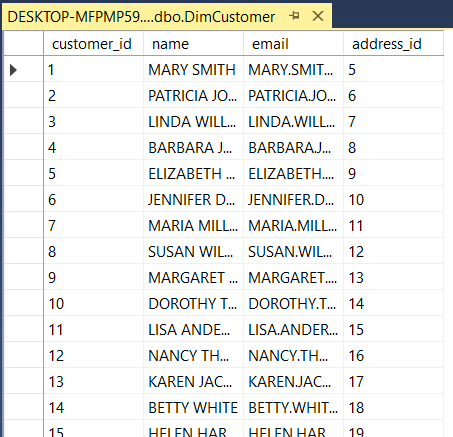 DESKTOP-MFPMP59....dbo.DimCustomer
customer_id name email address_id
1 MARY SMITH MARY.SMIT... 5
2 PATRICIA JO... PATRICIA.JO... 6
3 LINDA WILL... LINDA.WILL... 7
4 BARBARA J... BARBARA.J... 8
5 ELIZABETH ... ELIZABETH.... 9
6 JENNIFER D... JENNIFER.D... 10
7 MARIA MILL... MARIA.MILL... 11
8 SUSAN WIL... SUSAN.WIL... 12
9 MARGARET ... MARGARET.... 13
10 DOROTHY T... DOROTHY.T... 14
11 LISA ANDE... LISA.ANDER... 15
12 NANCY TH... NANCY.TH... 16
13 KAREN JAC... KAREN.JAC... 17
14 BETTY WHITE BETTY.WHIT... 18
15 HELEN HAR... HELEN.HAR... 19